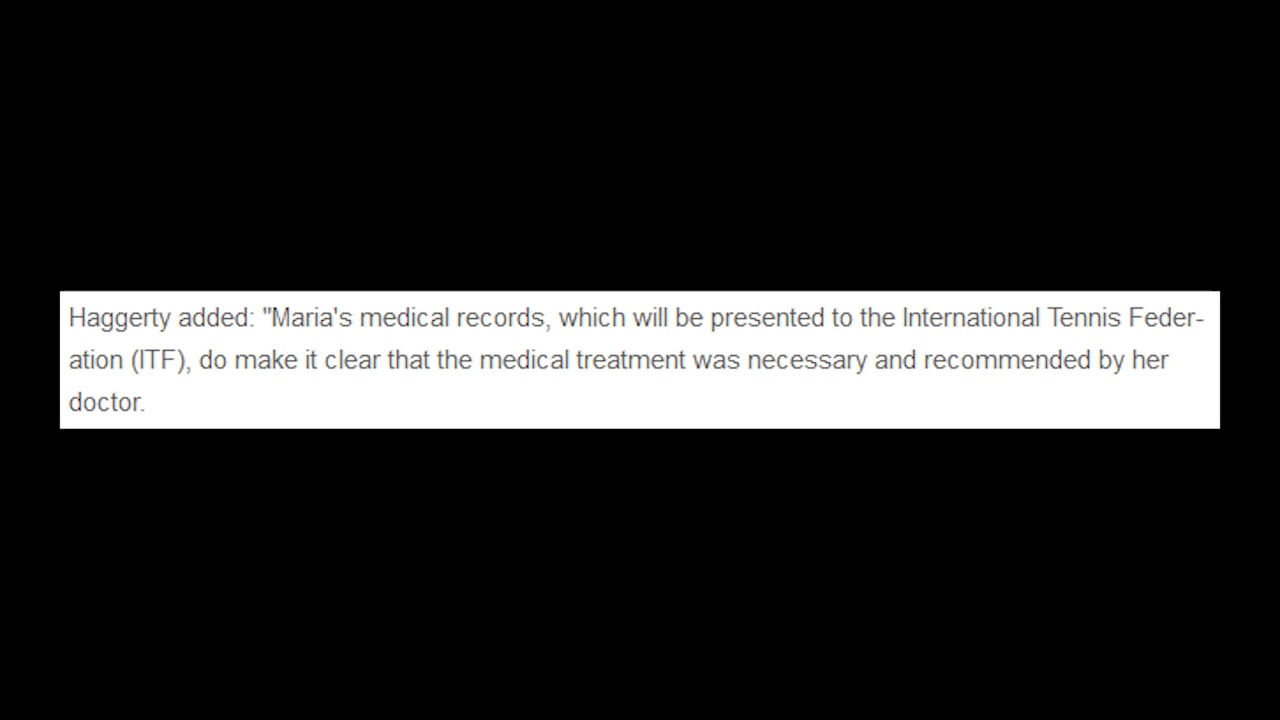 Haggerty added: "Maria's medical records, which will be presented to the International Tennis Feder-
ation (ITF), do make it clear that the medical treatment was necessary and recommended by her
doctor.